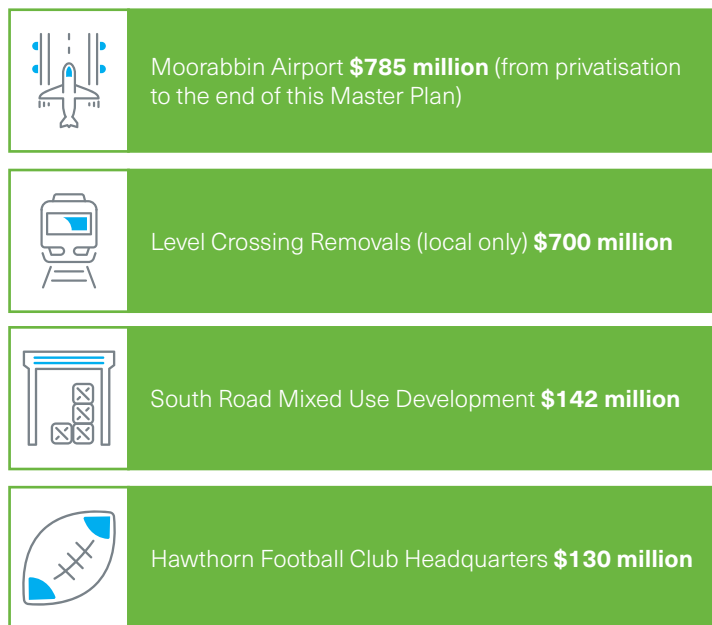 Moorabbin Airport $785 million (from privatisation
to the end of this Master Plan)
Level Crossing Removals (local only) $700 million
South Road Mixed Use Development $142 million
Hawthorn Football Club Headquarters $130 million